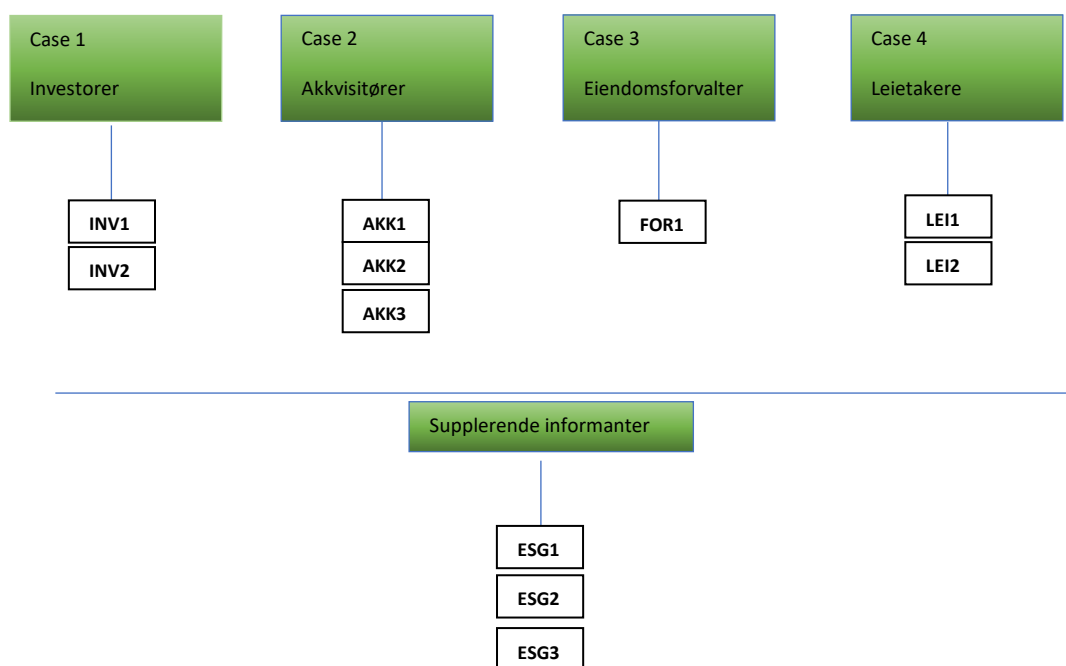 Case 1
Investorer
Case 2
Akkvisitører
Case 3
Eiendomsforvalter
Case 4
Leietakere
INV1
INV2
AKK1
AKK2
AKK3
FOR1
LEI1
LEI2
Supplerende informanter
ESG1
ESG2
ESG3